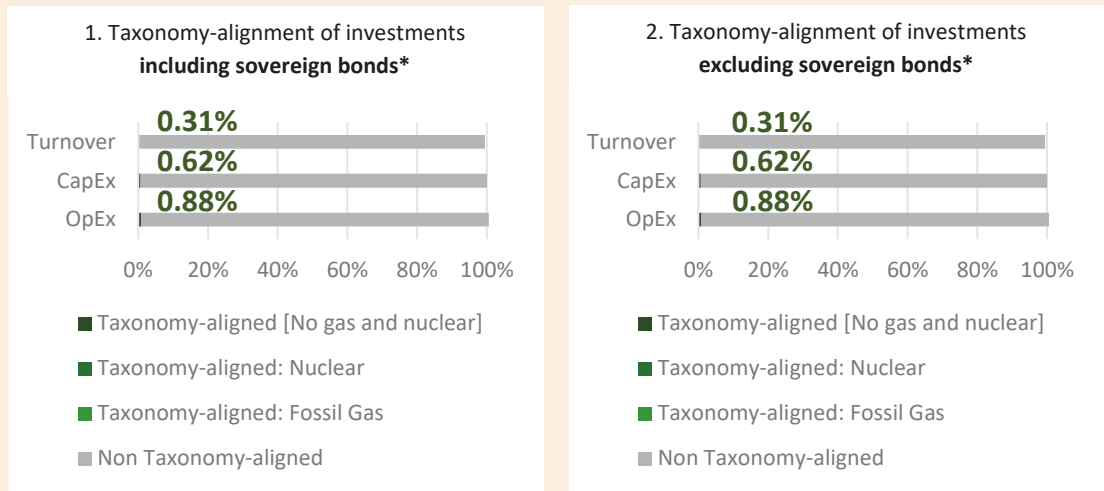 1. Taxonomy-alignment of investments
including sovereign bonds*
Turnover 0.31%
CapEx 0.62%
OpEx 0.88%
0% 20% 40% 60% 80% 100%
Taxonomy-aligned [No gas and nuclear]
Taxonomy-aligned: Nuclear
Taxonomy-aligned: Fossil Gas
Non Taxonomy-aligned
2. Taxonomy-alignment of investments
excluding sovereign bonds*
Turnover 0.31%
CapEx 0.62%
OpEx 0.88%
0% 20% 40% 60% 80% 100%
Taxonomy-aligned [No gas and nuclear]
Taxonomy-aligned: Nuclear
Taxonomy-aligned: Fossil Gas
Non Taxonomy-aligned